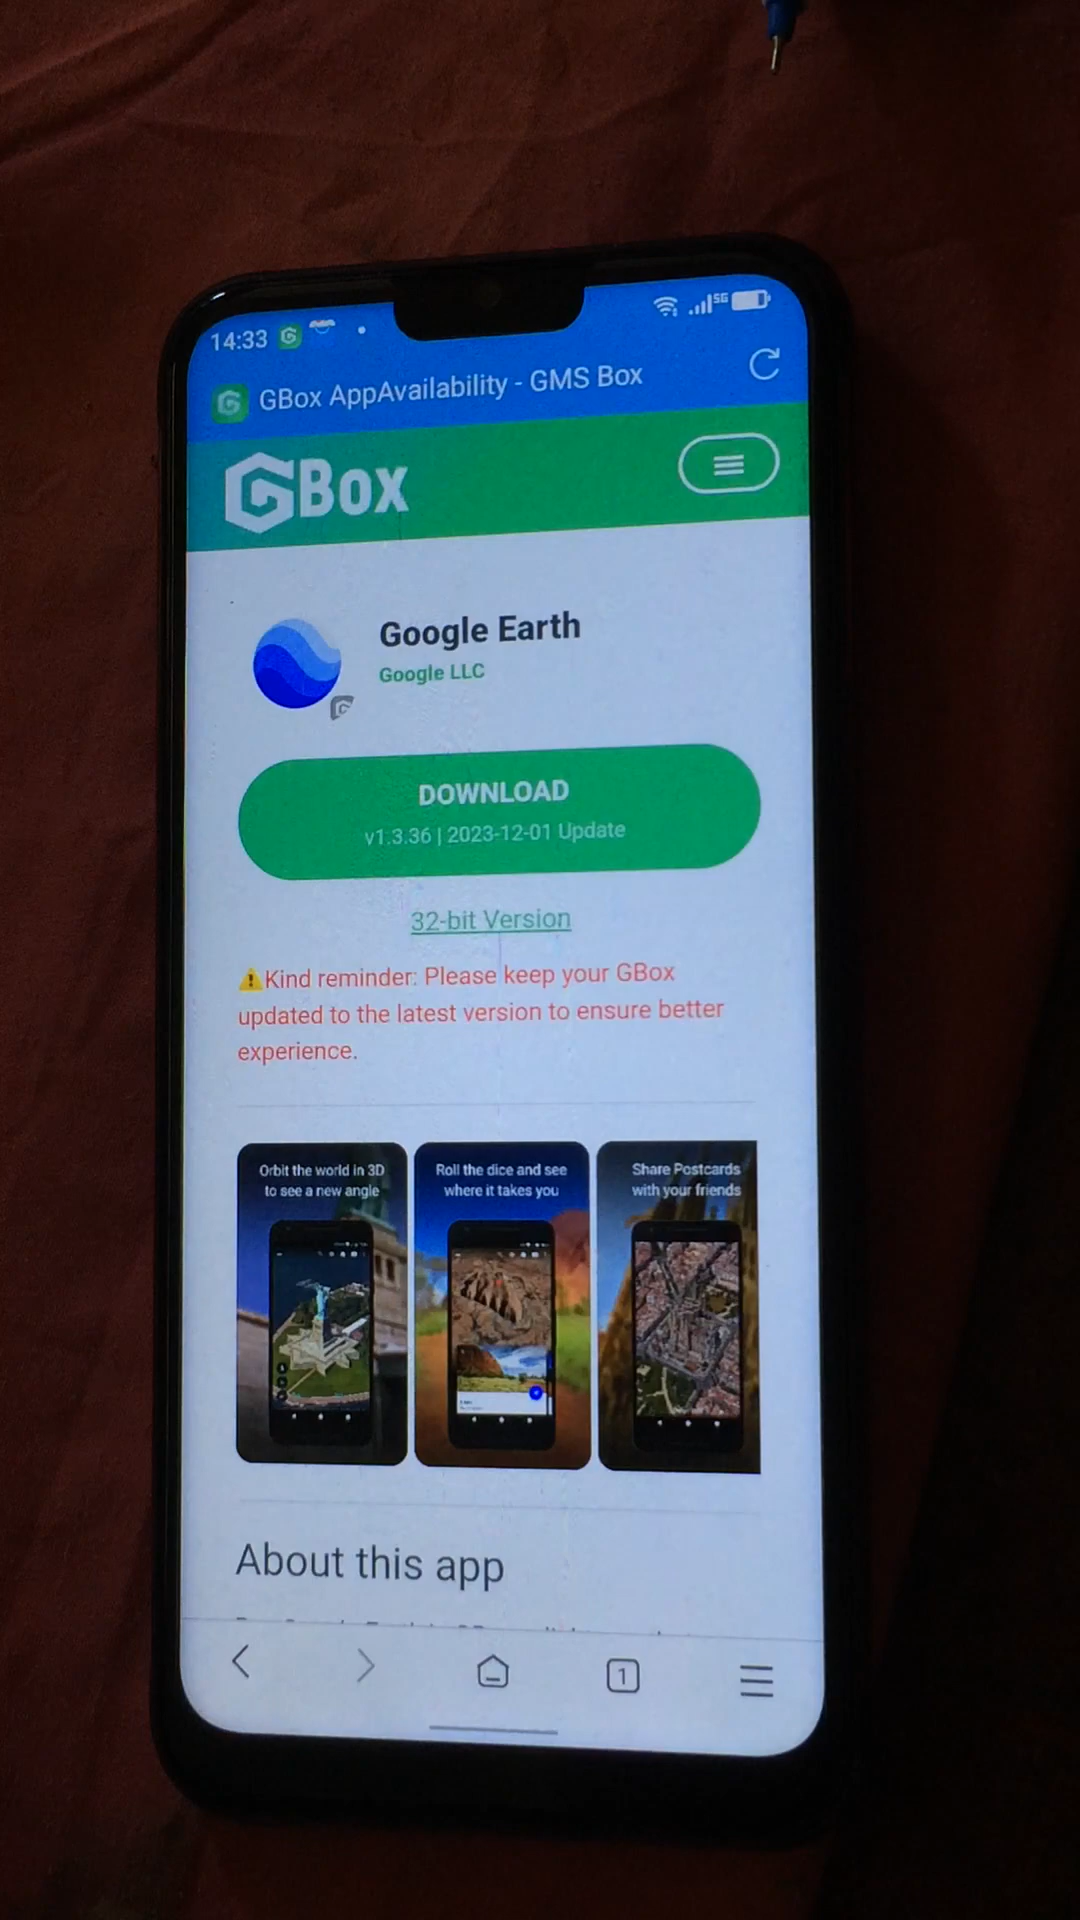 14:33
5G
GBox AppAvailability - GMS Box
GBox
Google Earth
Google LLC
DOWNLOAD
v1.3.36 | 2023-12-01 Update
32-bit Version
Kind reminder: Please keep your GBox
updated to the latest version to ensure better
experience.
Orbit the world in 3D
to see a new angle
Roll the dice and see
where it takes you
Share Postcards
with your friends
About this app
1